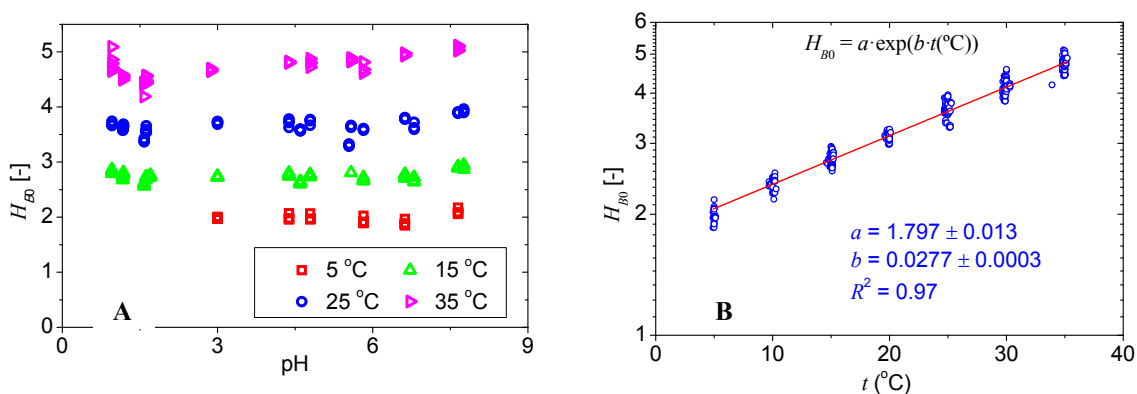 H_B0 [-]
5
4
3
2
1
0
0
3
6
9
pH
A
5 °C
15 °C
25 °C
35 °C
H_B0 [-]
6
5
4
3
2
1
0
10
20
30
40
t (°C)
B
H_B0 = a·exp(b·t(ºC))
a = 1.797 ± 0.013
b = 0.0277 ± 0.0003
R² = 0.97